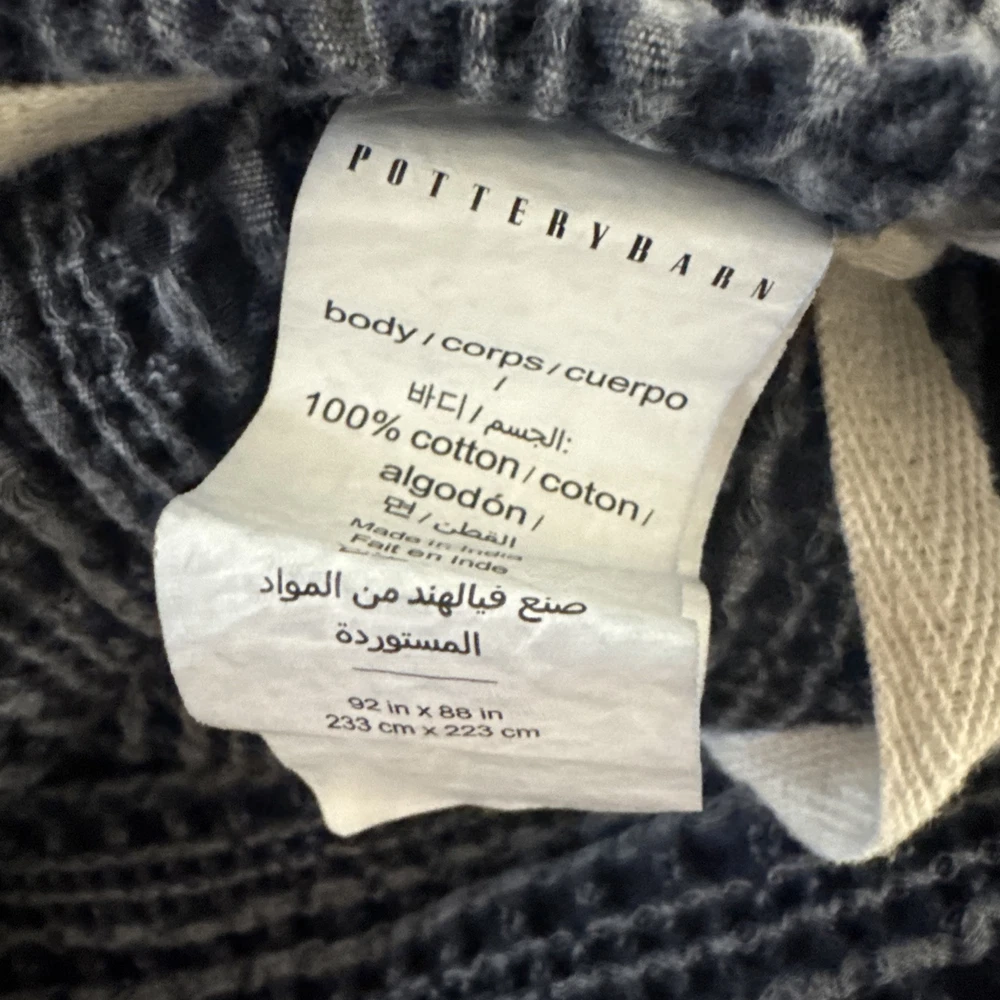 POTTERYBARN
body / corps / cuerpo
/
바디 / الجسم:
100% cotton / coton /
algodón /
면 / القطن
Made in India
Fait en Inde
صنع فيالهند من المواد
المستوردة
92 in x 88 in
233 cm x 223 cm